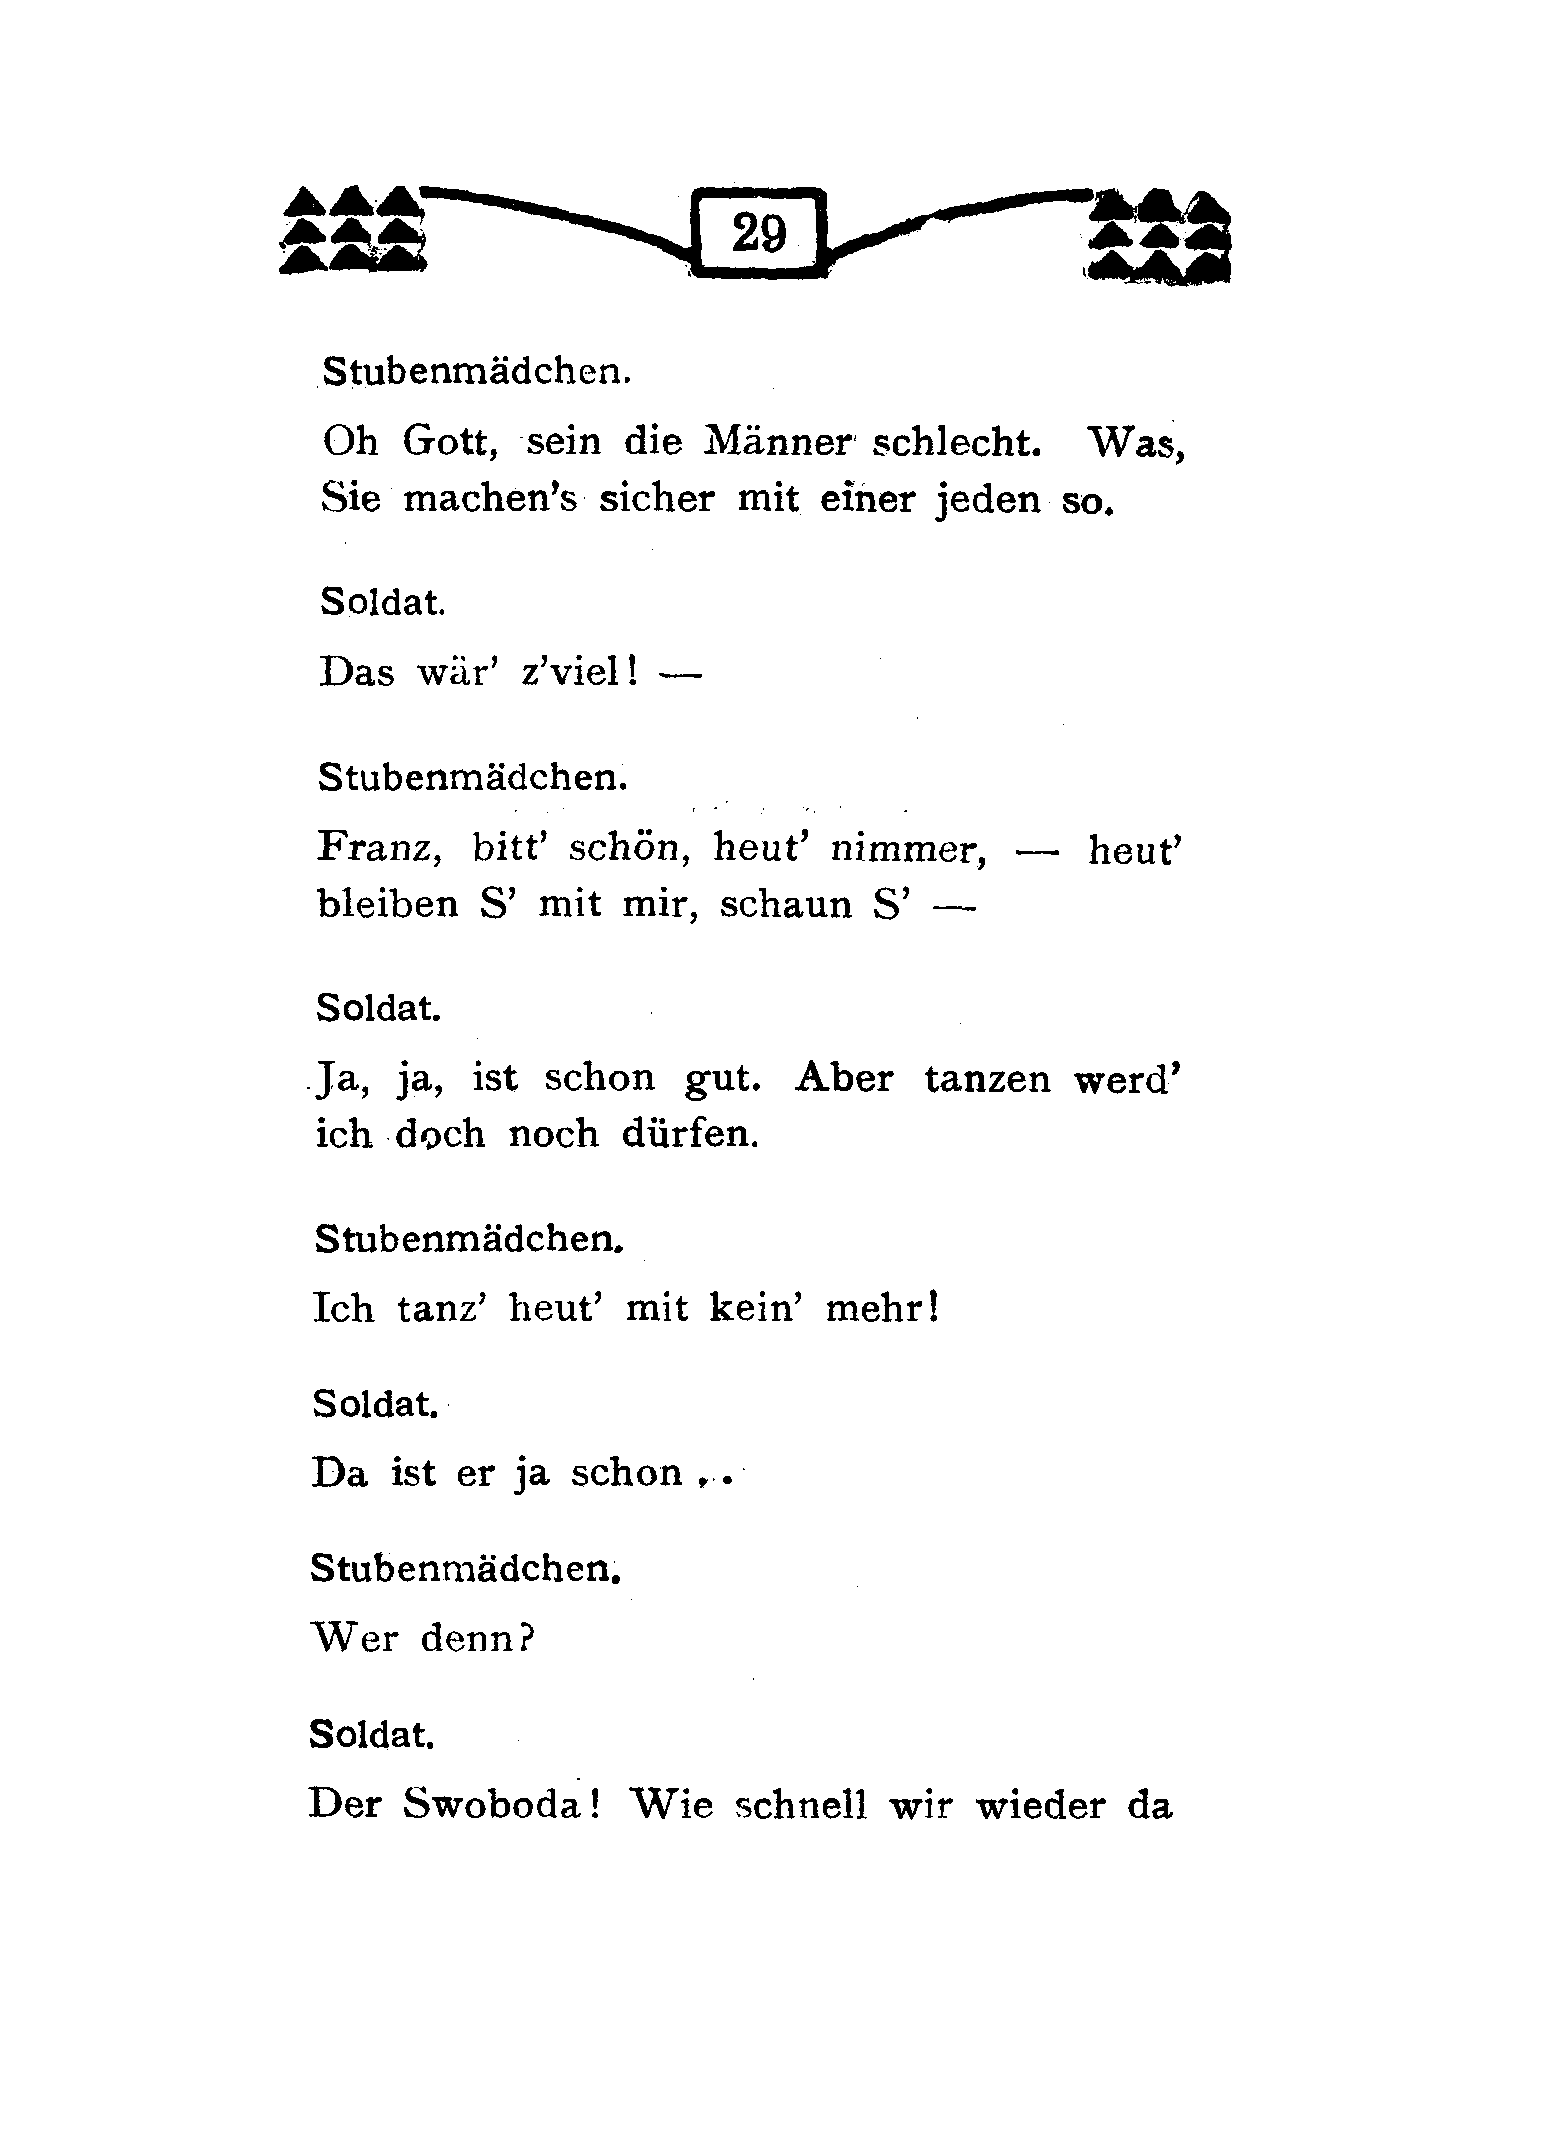 29
Stubenmädchen.
Oh Gott, sein die Männer schlecht. Was,
Sie machen's sicher mit einer jeden so.
Soldat.
Das wär' z'viel! —
Stubenmädchen.
Franz, bitt' schön, heut' nimmer, — heut'
bleiben S' mit mir, schaun S' —
Soldat.
Ja, ja, ist schon gut. Aber tanzen werd'
ich doch noch dürfen.
Stubenmädchen.
Ich tanz' heut' mit kein' mehr!
Soldat.
Da ist er ja schon ..
Stubenmädchen.
Wer denn?
Soldat.
Der Swoboda! Wie schnell wir wieder da